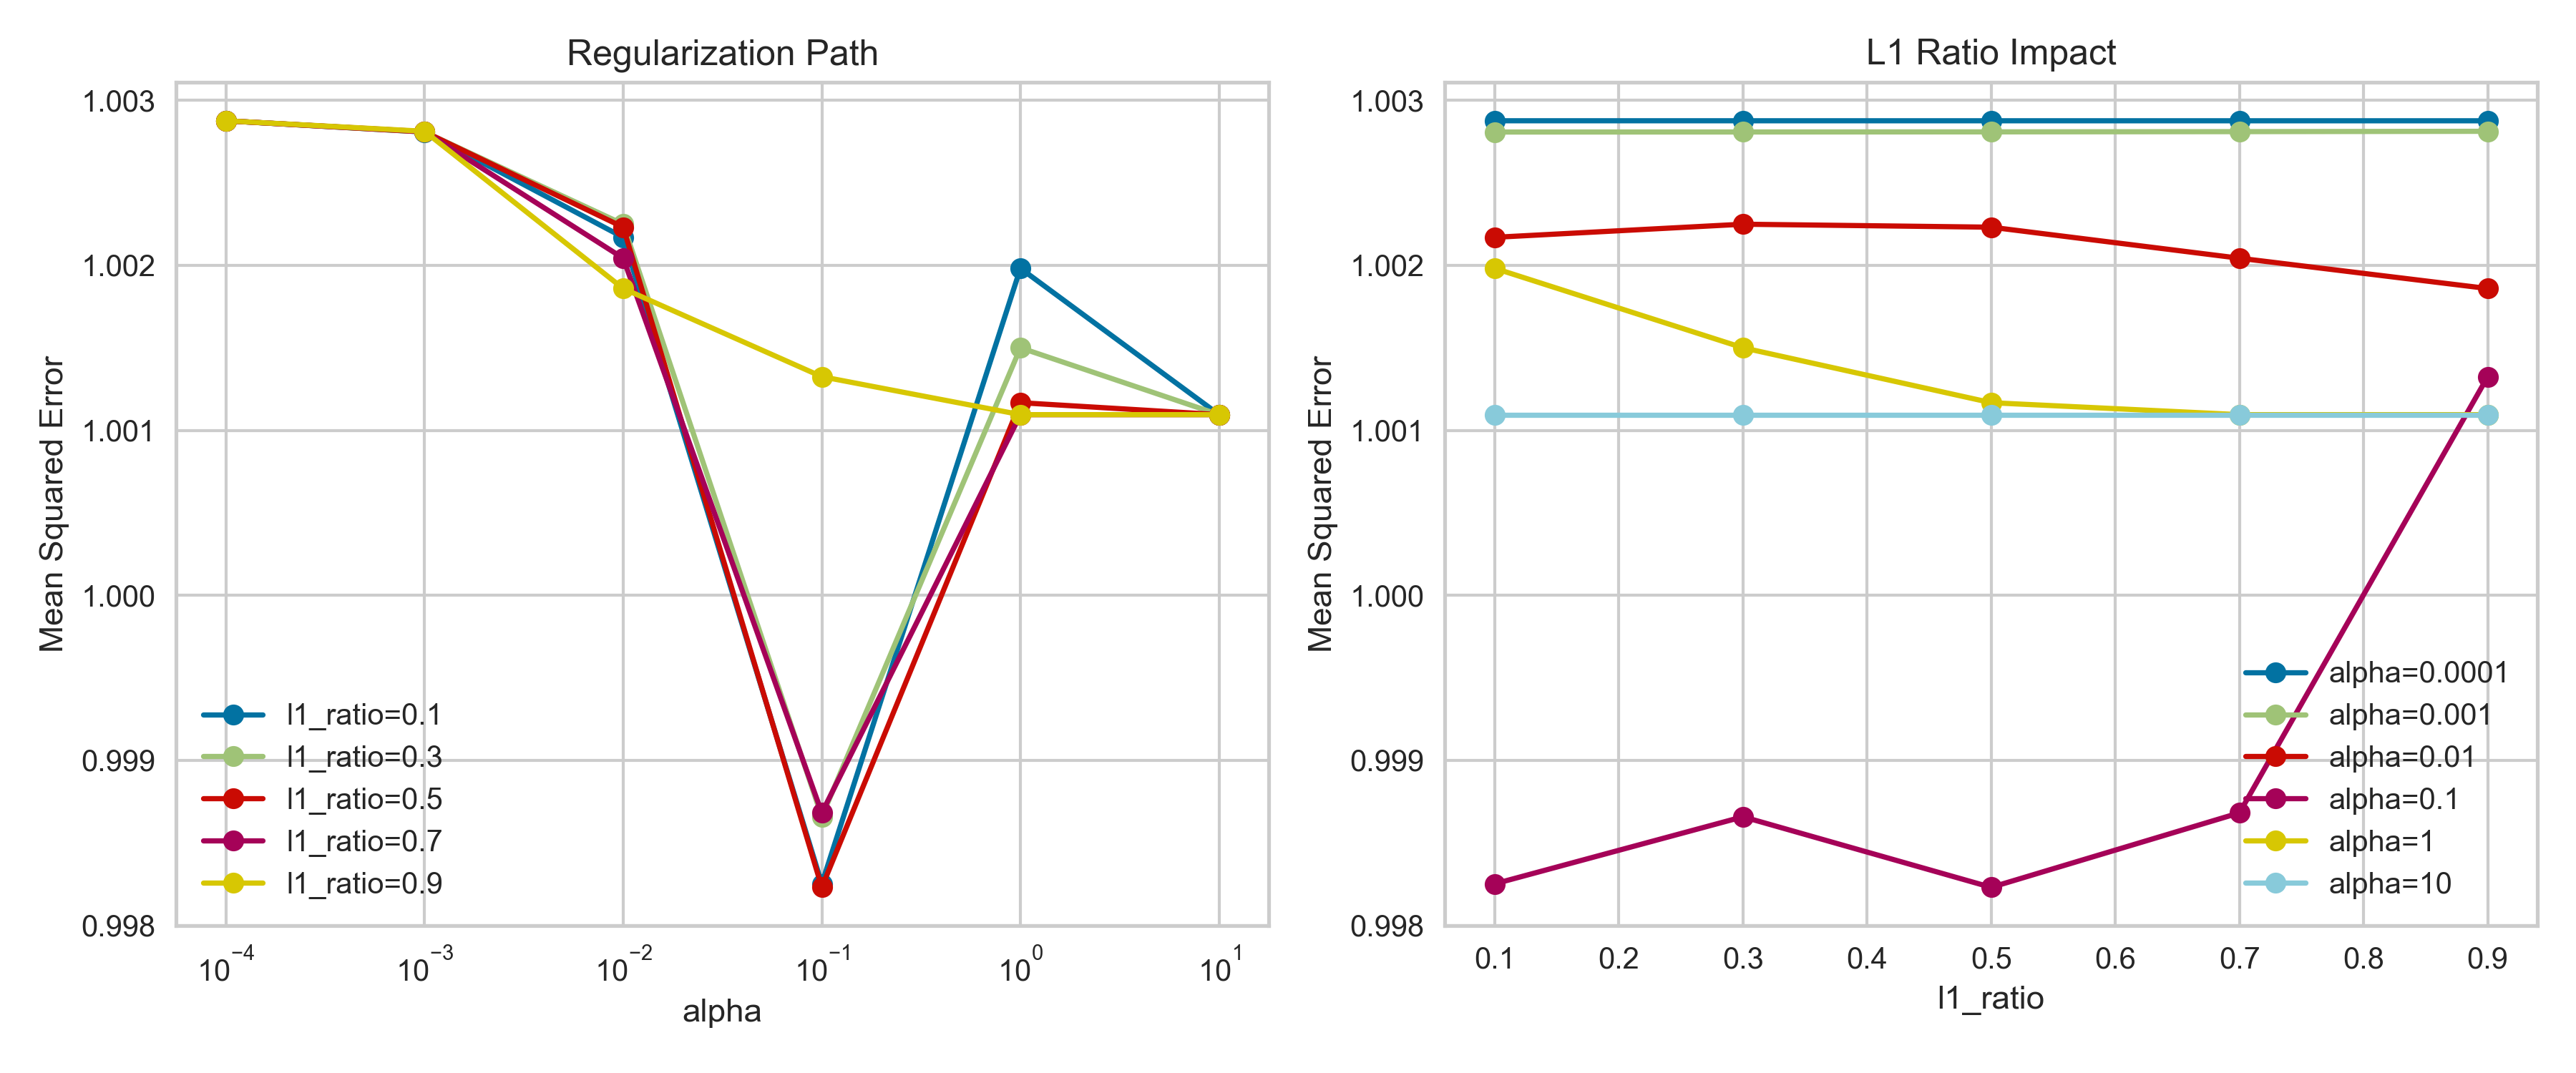 Regularization Path
Mean Squared Error
1.003
1.002
1.001
1.000
0.999
0.998
l1_ratio=0.1
l1_ratio=0.3
l1_ratio=0.5
l1_ratio=0.7
l1_ratio=0.9
10⁻⁴ 10⁻³ 10⁻² 10⁻¹ 10⁰ 10¹
alpha
L1 Ratio Impact
Mean Squared Error
1.003
1.002
1.001
1.000
0.999
0.998
alpha=0.0001
alpha=0.001
alpha=0.01
alpha=0.1
alpha=1
alpha=10
0.1 0.2 0.3 0.4 0.5 0.6 0.7 0.8 0.9
l1_ratio